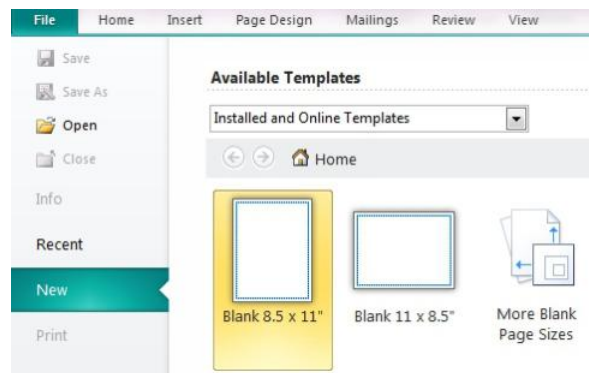 File Home Insert Page Design Mailings Review View
Save
Save As
Open
Close
Info
Recent
New
Print
Available Templates
Installed and Online Templates
Home
Blank 8.5 x 11" Blank 11 x 8.5" More Blank
Page Sizes